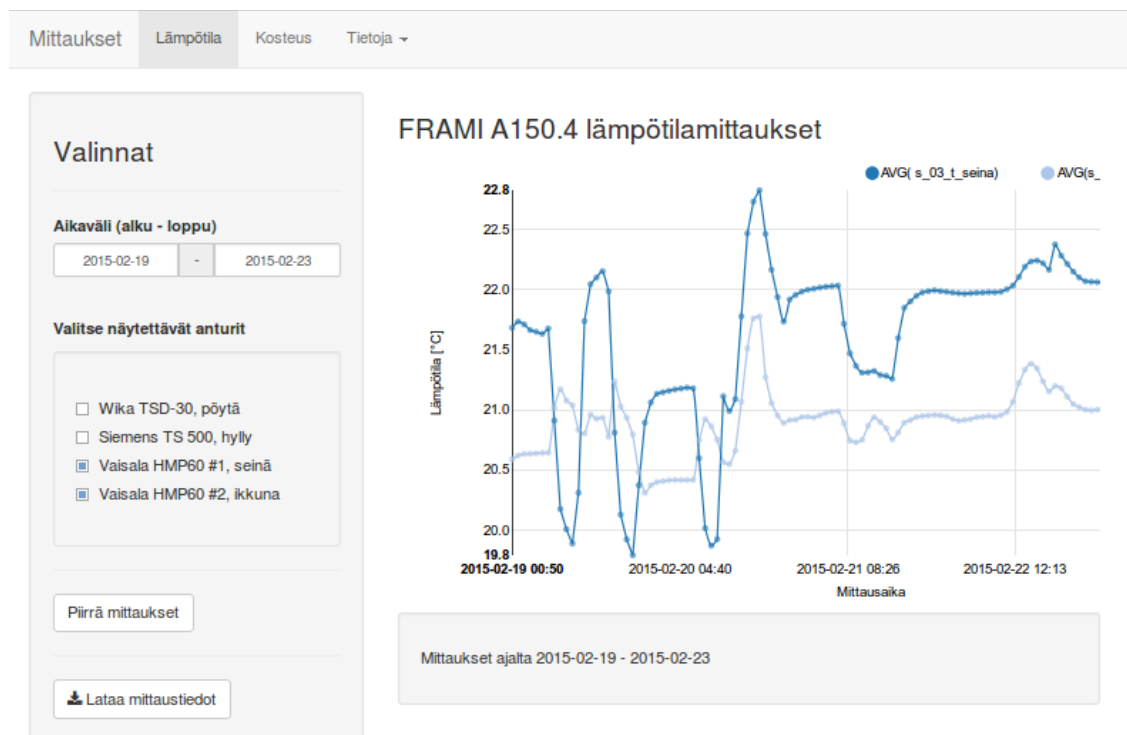 Mittaukset Lämpötila Kosteus Tietoja
Valinnat
Aikaväli (alku - loppu)
2015-02-19 - 2015-02-23
Valitse näytettävät anturit
Wika TSD-30, pöytä
Siemens TS 500, hylly
Vaisala HMP60 #1, seinä
Vaisala HMP60 #2, ikkuna
Piirrä mittaukset
Lataa mittaustiedot
FRAMI A150.4 lämpötilamittaukset
AVG( s_03_t_seina) AVG(s_
Lämpötila [°C]
22.8
22.5
22.0
21.5
21.0
20.5
20.0
19.8
2015-02-19 00:50 2015-02-20 04:40 2015-02-21 08:26 2015-02-22 12:13
Mittausaika
Mittaukset ajalta 2015-02-19 - 2015-02-23